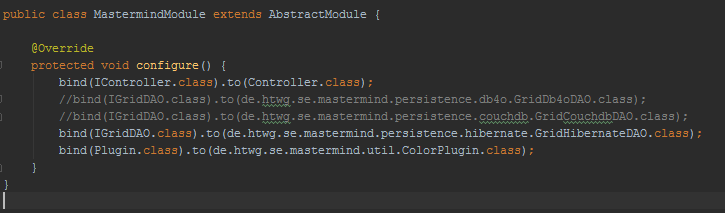 public class MastermindModule extends AbstractModule {
@Override
protected void configure() {
bind(IController.class).to(Controller.class);
//bind(IGridDAO.class).to(de.htwg.se.mastermind.persistence.db4o.GridDb4oDAO.class);
//bind(IGridDAO.class).to(de.htwg.se.mastermind.persistence.couchdb.GridCouchdbDAO.class);
bind(IGridDAO.class).to(de.htwg.se.mastermind.persistence.hibernate.GridHibernateDAO.class);
bind(Plugin.class).to(de.htwg.se.mastermind.util.ColorPlugin.class);
}
}